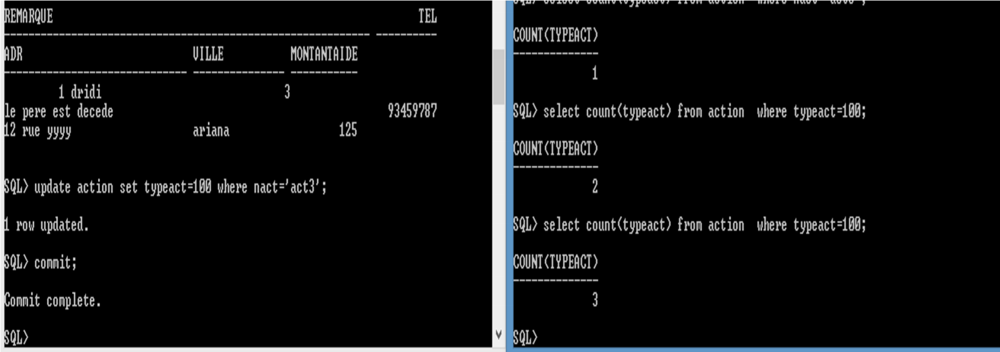 REMARQUE TEL
---------------------------------------------------------------- ----------
ADR VILLE MONTANTAIDE
------------------------------ --------------- -----------
1 dridi 3
le pere est decede 93459787
12 rue yyyy ariana 125
SQL> update action set typeact=100 where nact='act3';
1 row updated.
SQL> commit;
Commit complete.
SQL>
COUNT(TYPEACT)
--------------
1
SQL> select count(typeact) from action where typeact=100;
COUNT(TYPEACT)
--------------
2
SQL> select count(typeact) from action where typeact=100;
COUNT(TYPEACT)
--------------
3
SQL>